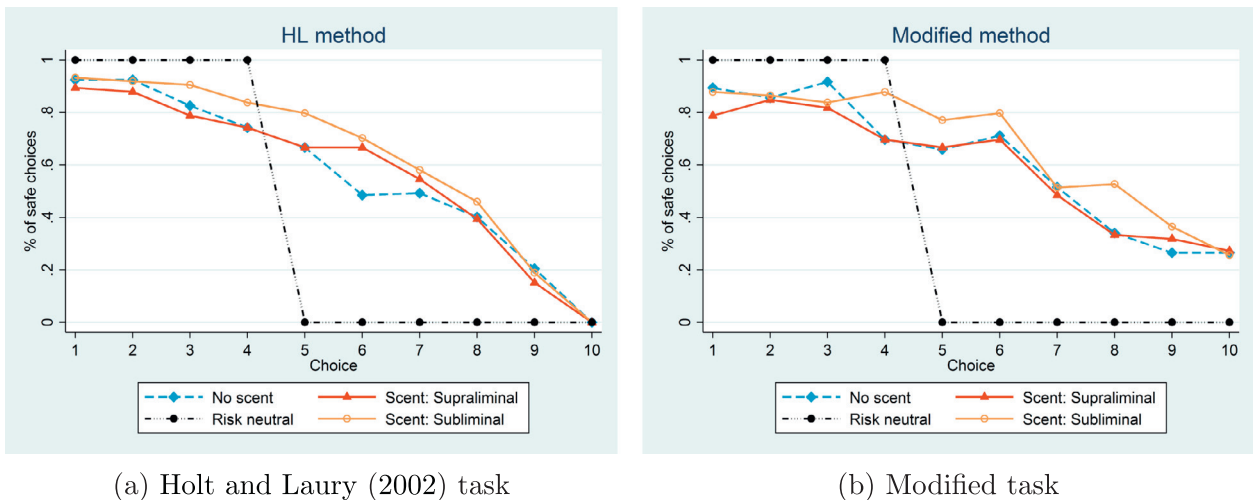 HL method
% of safe choices
1
.8
.6
.4
.2
0
1 2 3 4 5 6 7 8 9 10
Choice
No scent
Scent: Supraliminal
Risk neutral
Scent: Subliminal
(a) Holt and Laury (2002) task
Modified method
% of safe choices
1
.8
.6
.4
.2
0
1 2 3 4 5 6 7 8 9 10
Choice
No scent
Scent: Supraliminal
Risk neutral
Scent: Subliminal
(b) Modified task